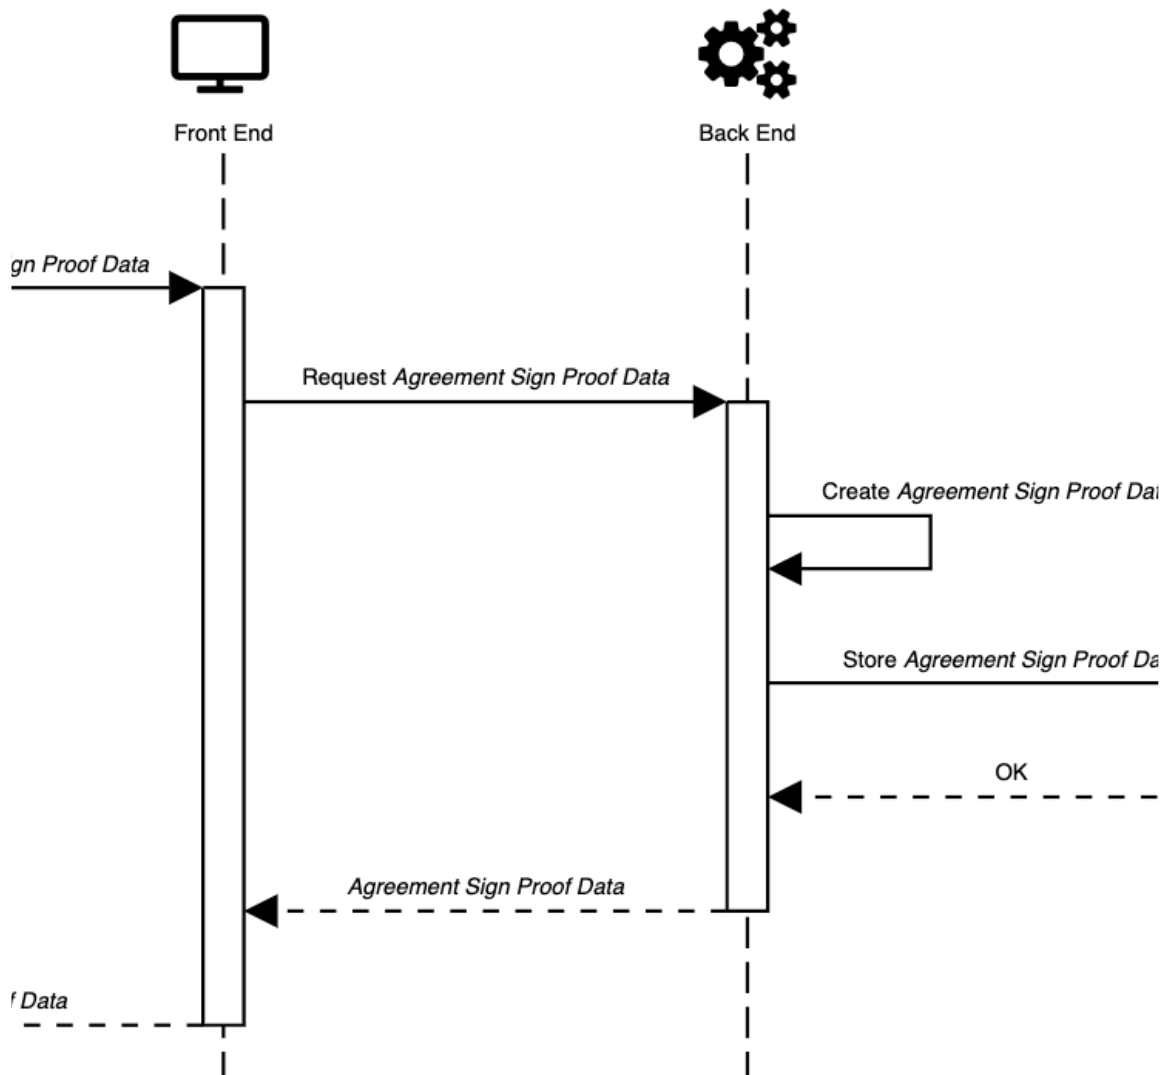 Front End
Back End
gn Proof Data
Request Agreement Sign Proof Data
Create Agreement Sign Proof Dat
Store Agreement Sign Proof Da
OK
Agreement Sign Proof Data
f Data